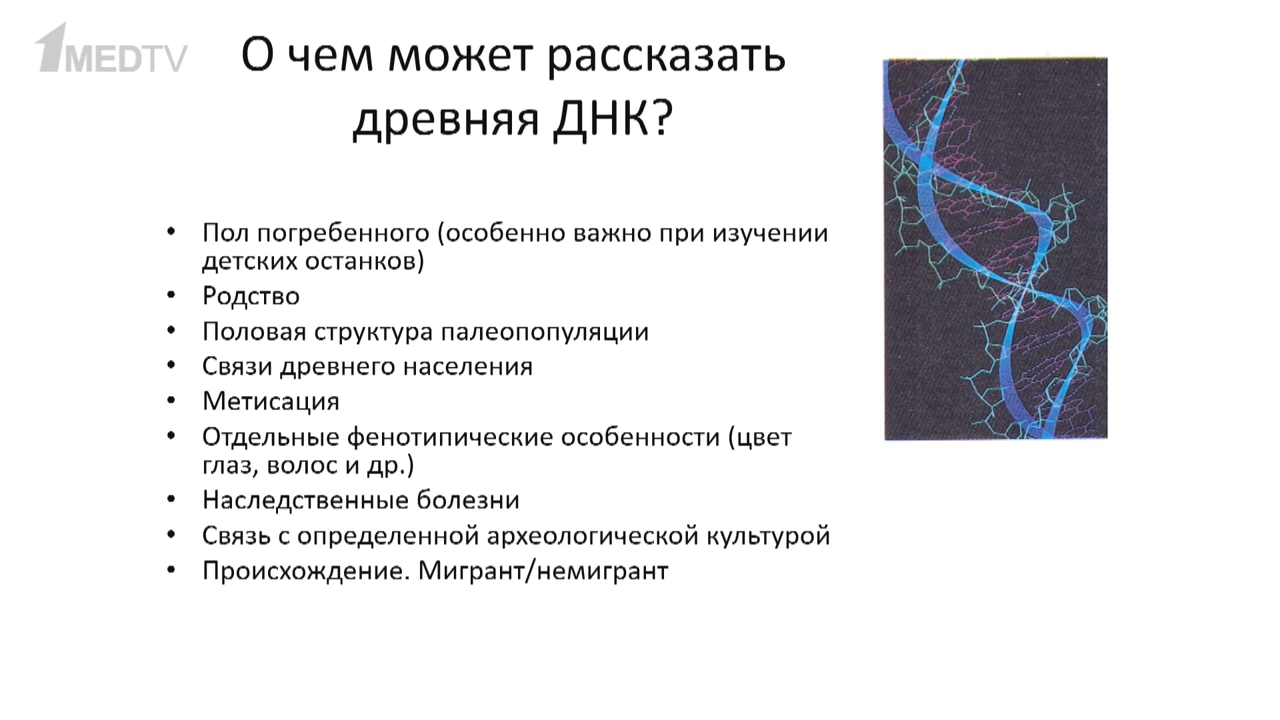 1MEDTV
О чем может рассказать
древняя ДНК?
• Пол погребенного (особенно важно при изучении
детских останков)
• Родство
• Половая структура палеопопуляции
• Связи древнего населения
• Метисация
• Отдельные фенотипические особенности (цвет
глаз, волос и др.)
• Наследственные болезни
• Связь с определенной археологической культурой
• Происхождение. Мигрант/немигрант